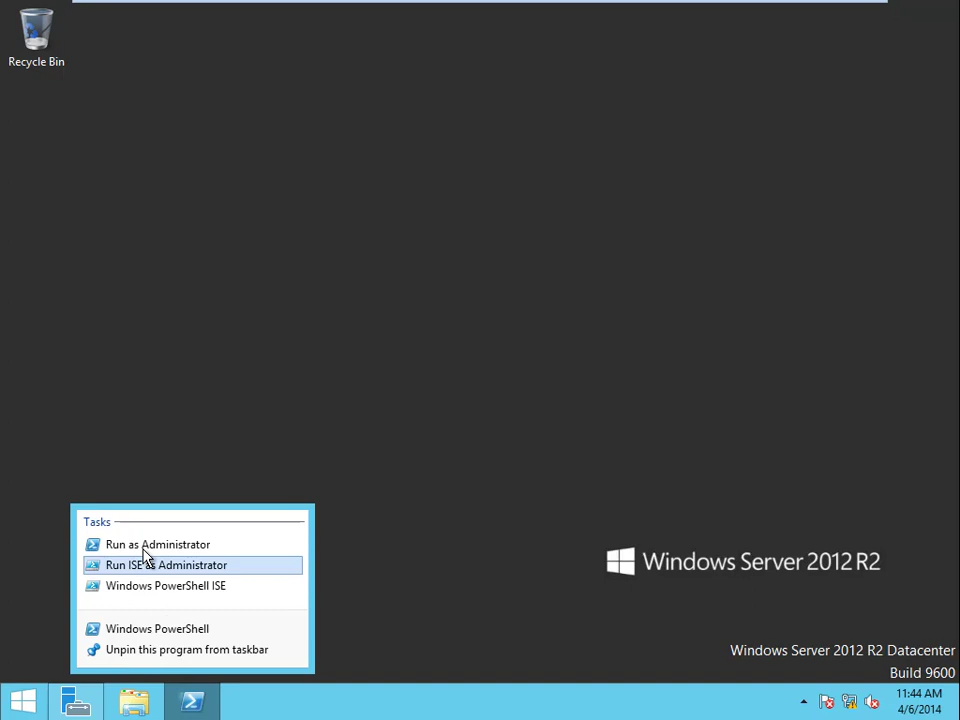 Recycle Bin
Tasks
Run as Administrator
Run ISE as Administrator
Windows PowerShell ISE
Windows PowerShell
Unpin this program from taskbar
Windows Server 2012 R2
Windows Server 2012 R2 Datacenter
Build 9600
11:44 AM
4/6/2014